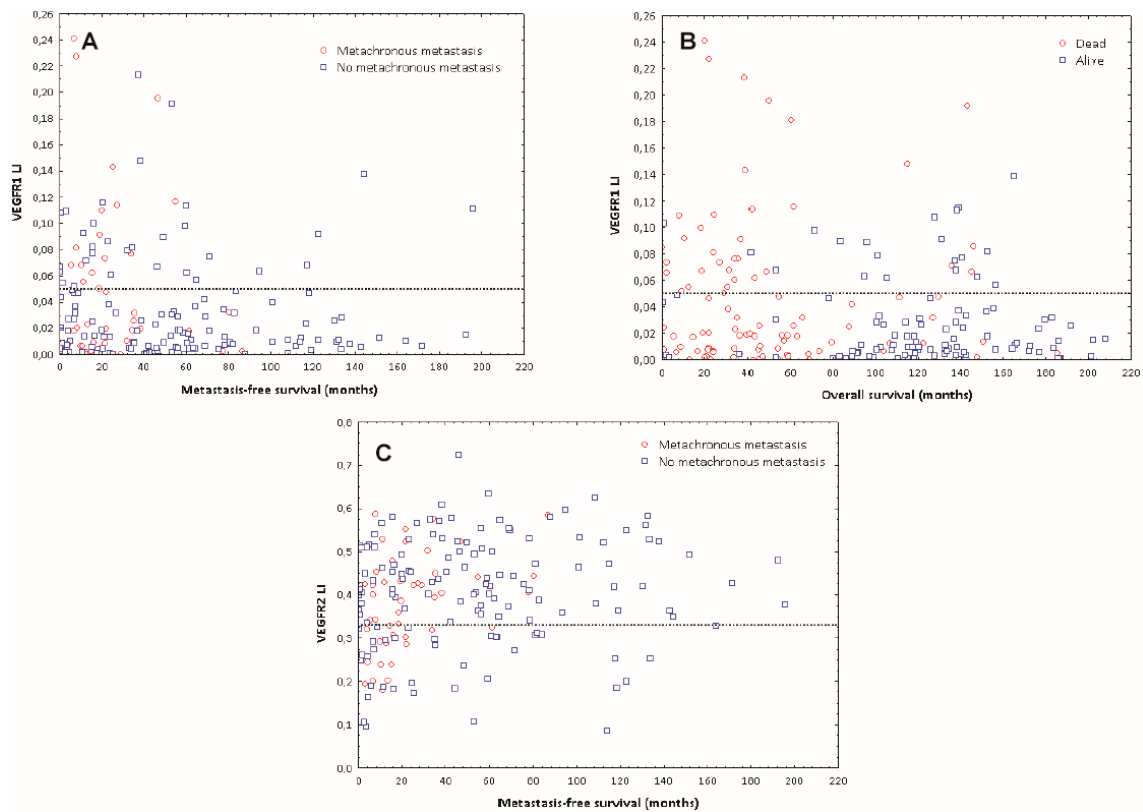 A
Metachronous metastasis
No metachronous metastasis
VEGFR1 LI
0,26
0,24
0,22
0,20
0,18
0,16
0,14
0,12
0,10
0,08
0,06
0,04
0,02
0,00
0 20 40 60 80 100 120 140 160 180 200 220
Metastasis-free survival (months)
B
Dead
Alive
VEGFR1 LI
0,26
0,24
0,22
0,20
0,18
0,16
0,14
0,12
0,10
0,08
0,06
0,04
0,02
0,00
0 20 40 60 80 100 120 140 160 180 200 220
Overall survival (months)
C
Metachronous metastasis
No metachronous metastasis
VEGFR2 LI
0,8
0,7
0,6
0,5
0,4
0,3
0,2
0,1
0,0
0 20 40 60 80 100 120 140 160 180 200 220
Metastasis-free survival (months)